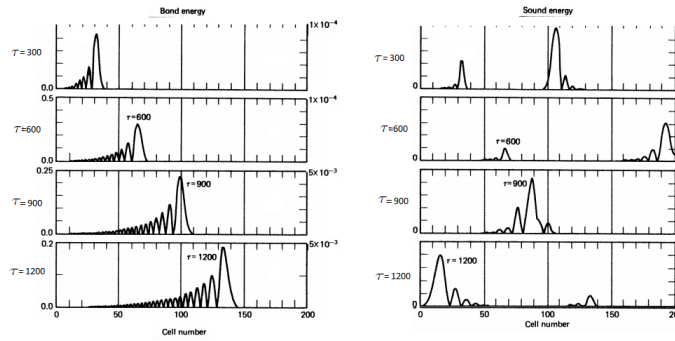 Bond energy
Sound energy
τ = 300
0.0
1×10⁻⁴
τ = 300
0
τ=600
0.5
0.0
τ=600
1×10⁻⁴
τ=600
0
τ=600
τ = 900
0.25
0.0
τ = 900
5×10⁻³
τ = 900
0
τ = 900
τ = 1200
0.2
0.0
τ = 1200
5×10⁻³
τ = 1200
0
τ = 1200
0 50 100 150 200
0 50 100 150 200
Cell number
Cell number